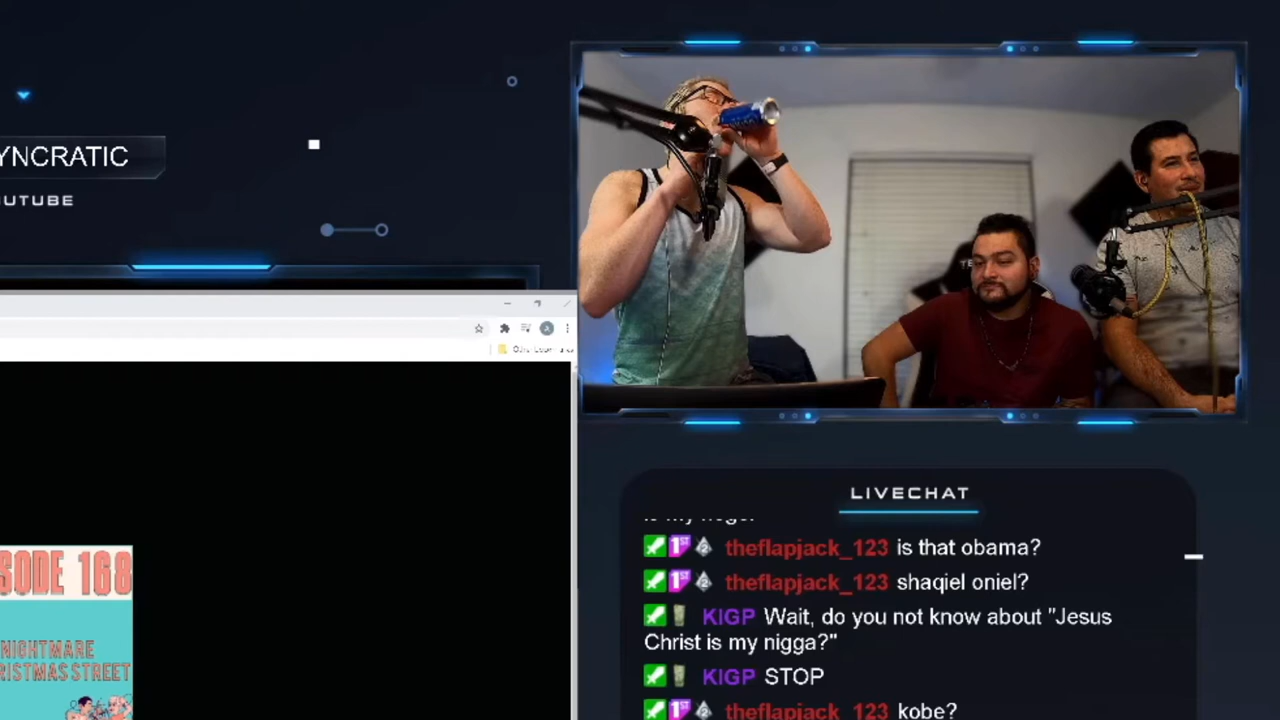 YNCRATIC
UTUBE
LIVECHAT
theflapjack_123 is that obama?
theflapjack_123 shaqiel oniel?
KIGP Wait, do you not know about "Jesus
Christ is my nigga?"
KIGP STOP
theflapjack_123 kobe?
SODE 168
NIGHTMARE
RISTMAS STREET